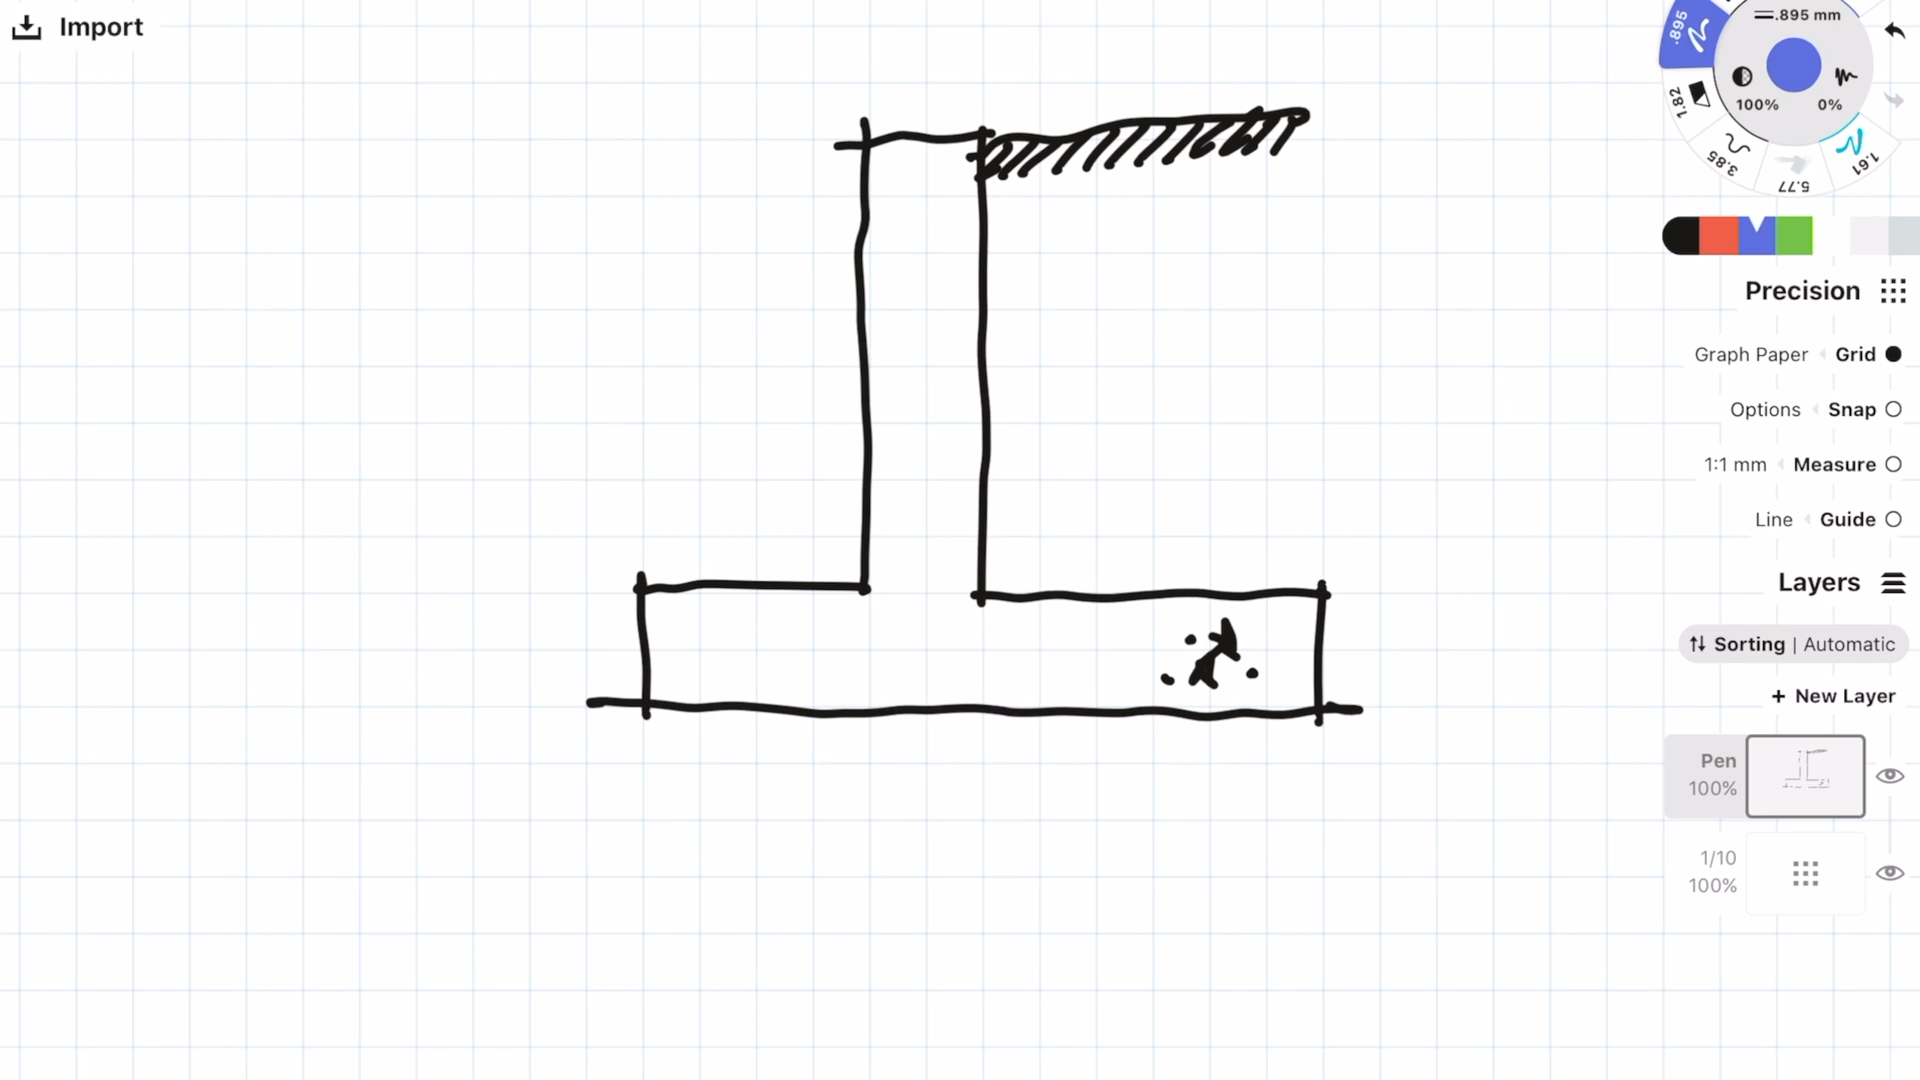 Import
.895 mm
.895
100%
0%
1.82
3.85
5.77
1.61
Precision
Graph Paper Grid
Options Snap
1:1 mm Measure
Line Guide
Layers
Sorting | Automatic
+ New Layer
Pen
100%
1/10
100%